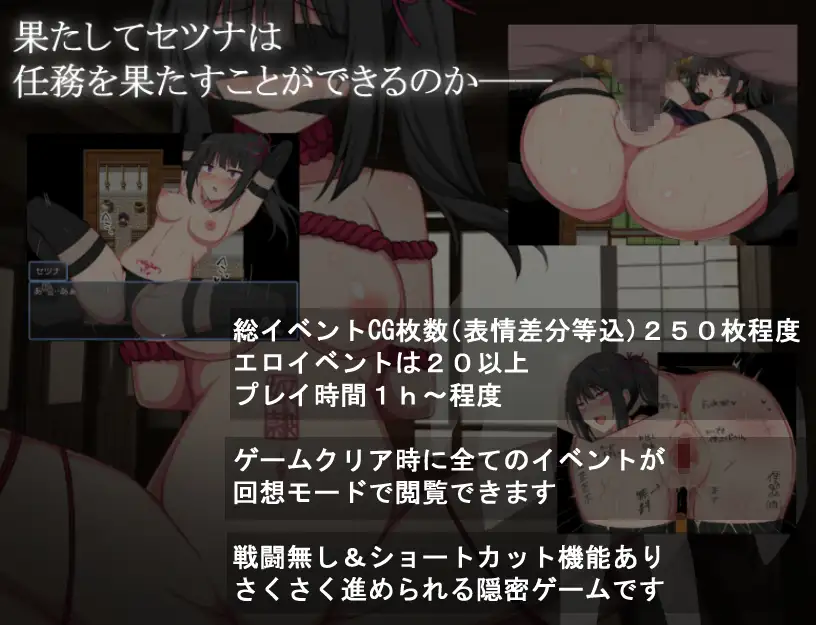 果たしてセツナは
任務を果たすことができるのか――
セツナ
総イベントCG枚数(表情差分等込)２５０枚程度
エロイベントは２０以上
プレイ時間１ｈ～程度
ゲームクリア時に全てのイベントが
回想モードで閲覧できます
戦闘無し＆ショートカット機能あり
さくさく進められる隠密ゲームです